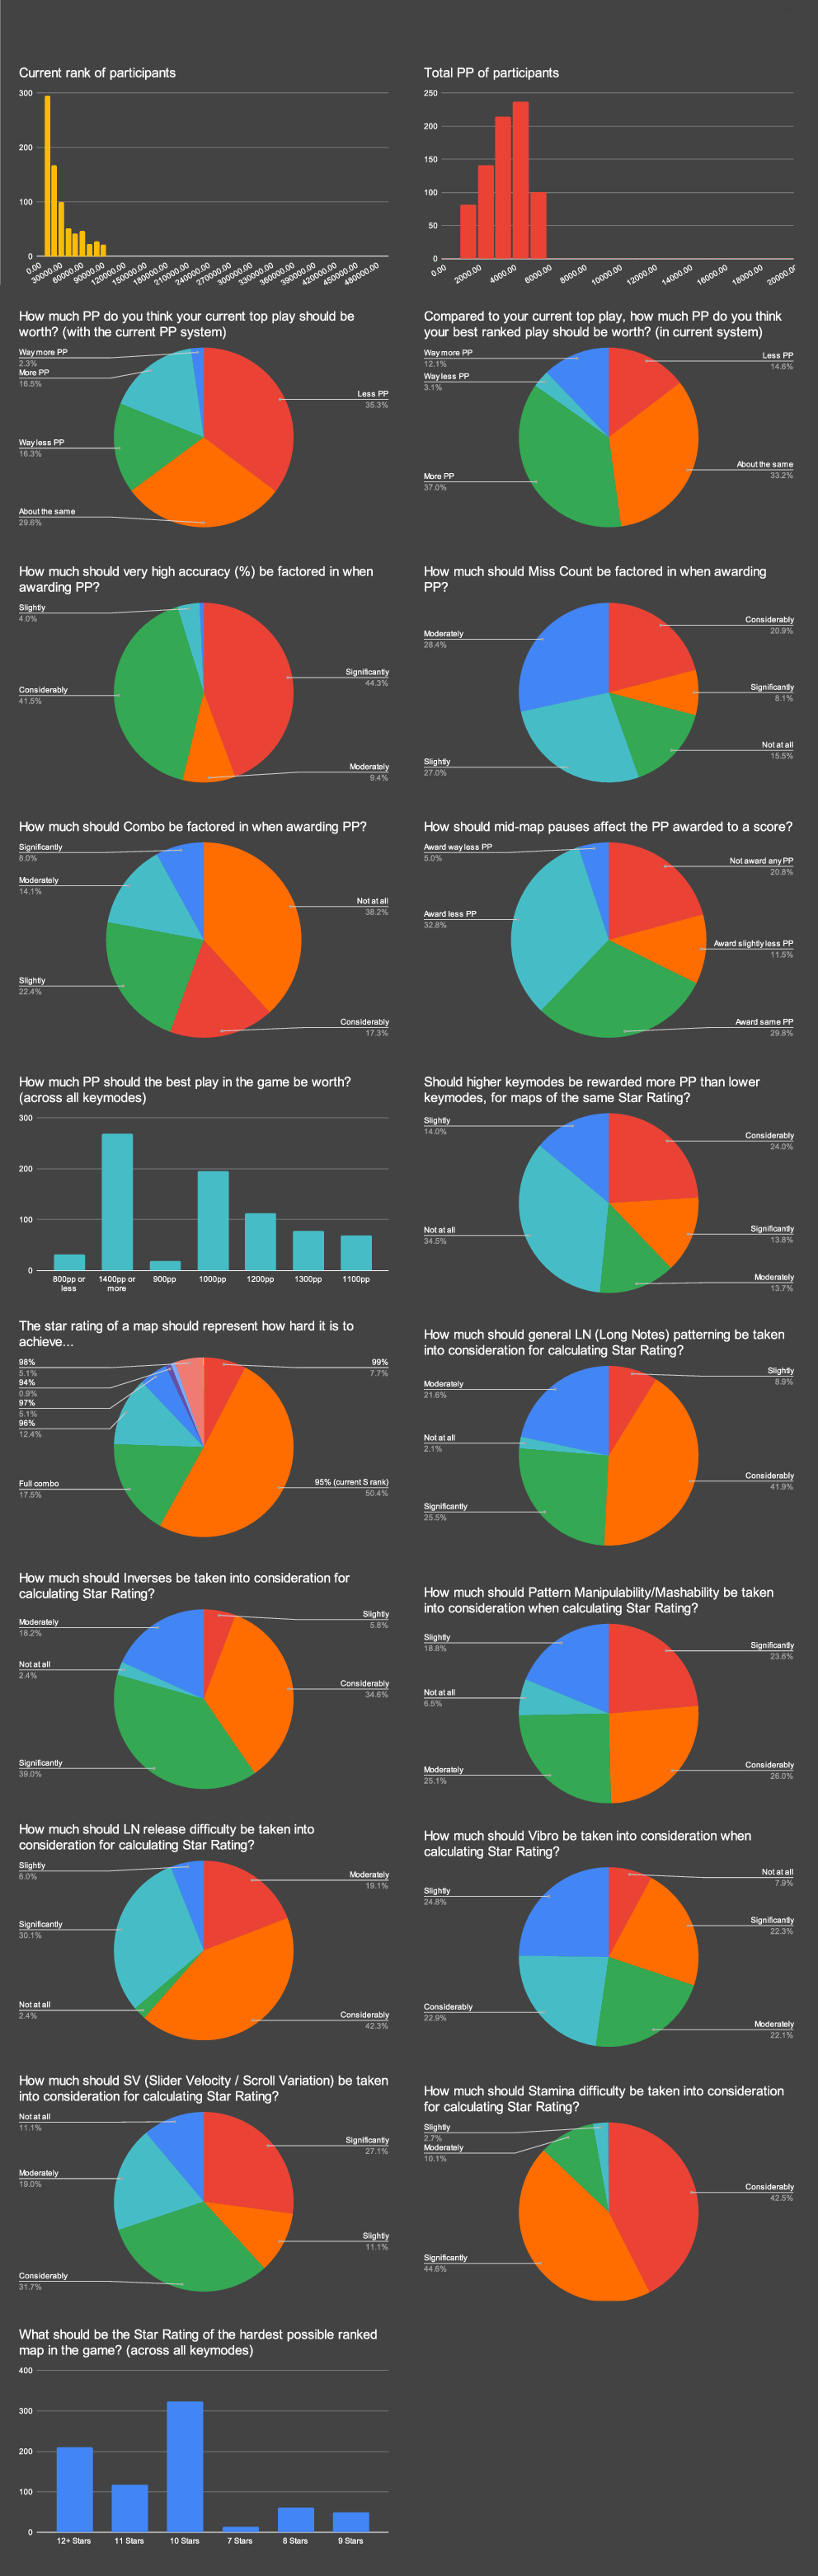 Current rank of participants
300
200
100
0
0.00
30000.00
60000.00
90000.00
120000.00
150000.00
180000.00
210000.00
240000.00
270000.00
300000.00
330000.00
360000.00
390000.00
420000.00
450000.00
480000.00
Total PP of participants
250
200
150
100
50
0
0.00
2000.00
4000.00
6000.00
8000.00
10000.00
12000.00
14000.00
16000.00
18000.00
20000.0
How much PP do you think your current top play should be
worth? (with the current PP system)
Way more PP
2.3%
More PP
16.5%
Less PP
35.3%
Way less PP
16.3%
About the same
29.6%
Compared to your current top play, how much PP do you think
your best ranked play should be worth? (in current system)
Way more PP
12.1%
Less PP
14.6%
Way less PP
3.1%
About the same
33.2%
More PP
37.0%
How much should very high accuracy (%) be factored in when
awarding PP?
Slightly
4.0%
Significantly
44.3%
Considerably
41.5%
Moderately
9.4%
How much should Miss Count be factored in when awarding
PP?
Considerably
20.9%
Moderately
28.4%
Significantly
8.1%
Not at all
15.5%
Slightly
27.0%
How much should Combo be factored in when awarding PP?
Significantly
8.0%
Moderately
14.1%
Not at all
38.2%
Slightly
22.4%
Considerably
17.3%
How should mid-map pauses affect the PP awarded to a score?
Award way less PP
5.0%
Not award any PP
20.8%
Award less PP
32.8%
Award slightly less PP
11.5%
Award same PP
29.8%
How much PP should the best play in the game be worth?
(across all keymodes)
300
200
100
0
800pp or
less
1400pp or
more
900pp
1000pp
1200pp
1300pp
1100pp
Should higher keymodes be rewarded more PP than lower
keymodes, for maps of the same Star Rating?
Slightly
14.0%
Considerably
24.0%
Not at all
34.5%
Significantly
13.8%
Moderately
13.7%
The star rating of a map should represent how hard it is to
achieve...
98%
5.1%
94%
0.9%
97%
5.1%
96%
12.4%
99%
7.7%
Full combo
17.5%
95% (current S rank)
50.4%
How much should general LN (Long Notes) patterning be taken
into consideration for calculating Star Rating?
Slightly
8.9%
Moderately
21.6%
Not at all
2.1%
Considerably
41.9%
Significantly
25.5%
How much should Inverses be taken into consideration for
calculating Star Rating?
Slightly
5.8%
Moderately
18.2%
Not at all
2.4%
Considerably
34.6%
Significantly
39.0%
How much should Pattern Manipulability/Mashability be taken
into consideration when calculating Star Rating?
Slightly
18.8%
Significantly
23.6%
Not at all
6.5%
Moderately
25.1%
Considerably
26.0%
How much should LN release difficulty be taken into
consideration for calculating Star Rating?
Slightly
6.0%
Moderately
19.1%
Significantly
30.1%
Not at all
2.4%
Considerably
42.3%
How much should Vibro be taken into consideration when
calculating Star Rating?
Not at all
7.9%
Slightly
24.8%
Significantly
22.3%
Considerably
22.9%
Moderately
22.1%
How much should SV (Slider Velocity / Scroll Variation) be taken
into consideration for calculating Star Rating?
Not at all
11.1%
Significantly
27.1%
Moderately
19.0%
Slightly
11.1%
Considerably
31.7%
How much should Stamina difficulty be taken into consideration
for calculating Star Rating?
Slightly
2.7%
Moderately
10.1%
Considerably
42.5%
Significantly
44.6%
What should be the Star Rating of the hardest possible ranked
map in the game? (across all keymodes)
400
300
200
100
0
12+ Stars
11 Stars
10 Stars
7 Stars
8 Stars
9 Stars